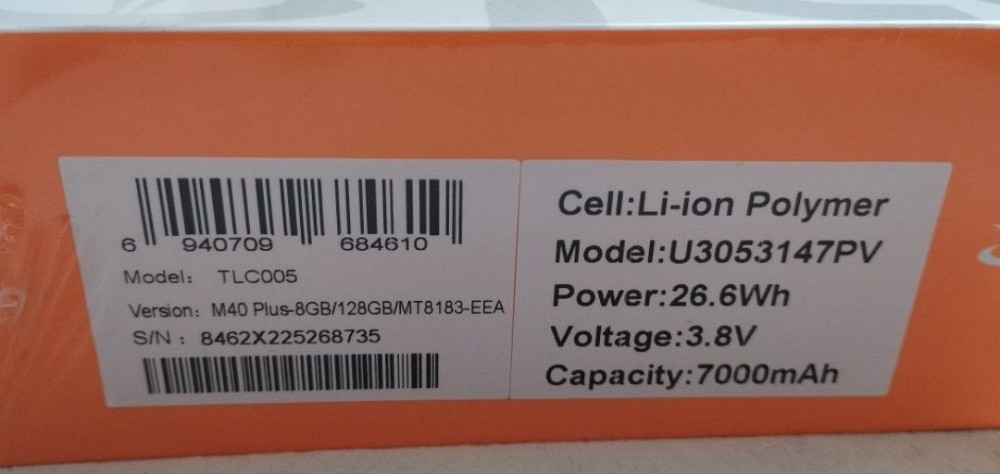 6 940709 684610
Model: TLC005
Version: M40 Plus-8GB/128GB/MT8183-EEA
S/N : 8462X225268735
Cell:Li-ion Polymer
Model:U3053147PV
Power:26.6Wh
Voltage:3.8V
Capacity:7000mAh